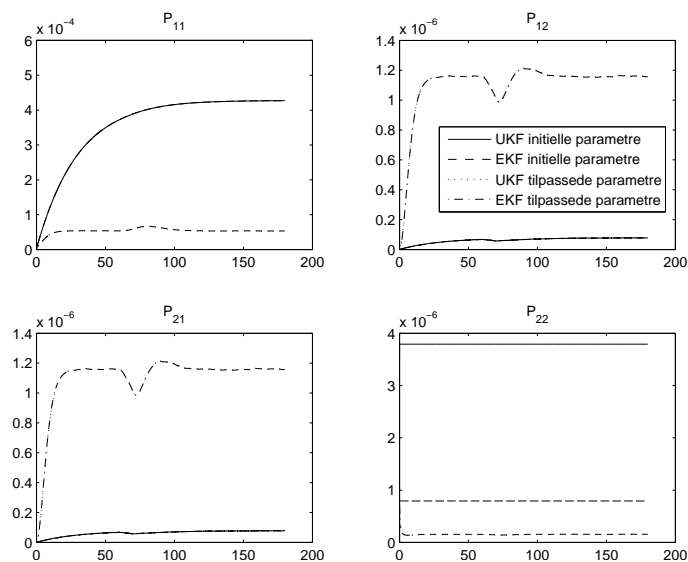 P11
x 10-4
6
5
4
3
2
1
0
0 50 100 150 200
P12
x 10-6
1.4
1.2
1
0.8
0.6
0.4
0.2
0
0 50 100 150 200
UKF initielle parametre
EKF initielle parametre
UKF tilpassede parametre
EKF tilpassede parametre
P21
x 10-6
1.4
1.2
1
0.8
0.6
0.4
0.2
0
0 50 100 150 200
P22
x 10-6
4
3
2
1
0
0 50 100 150 200